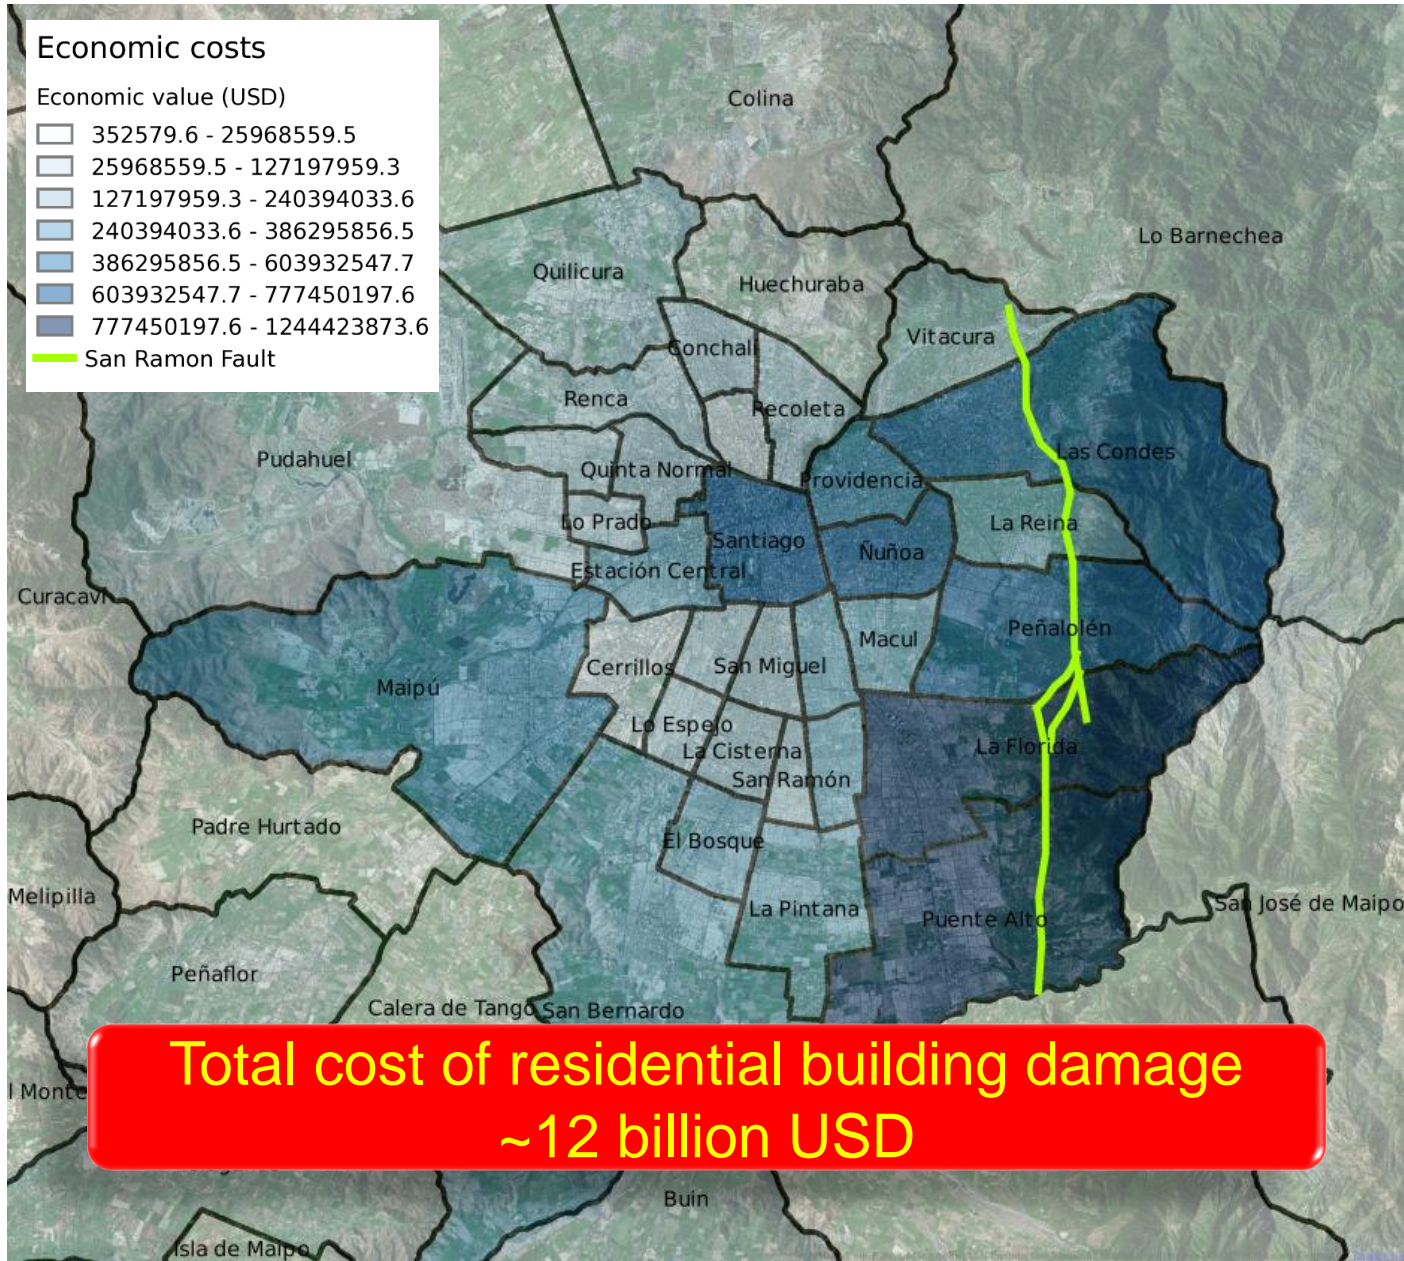 Economic costs
Economic value (USD)
352579.6 - 25968559.5
25968559.5 - 127197959.3
127197959.3 - 240394033.6
240394033.6 - 386295856.5
386295856.5 - 603932547.7
603932547.7 - 777450197.6
777450197.6 - 1244423873.6
San Ramon Fault
Colina
Lo Barnechea
Quilicura
Huechuraba
Vitacura
Conchalí
Renca
Recoleta
Pudahuel
Quinta Normal
Las Condes
Providencia
Lo Prado
La Reina
Santiago
Ñuñoa
Estación Central
Curacaví
Peñalolén
Macul
Cerrillos
San Miguel
Maipú
Lo Espejo
La Cisterna
La Florida
San Ramón
Padre Hurtado
El Bosque
Melipilla
San José de Maipo
La Pintana
Puente Alto
Peñaflor
Calera de Tango
San Bernardo
Total cost of residential building damage
~12 billion USD
l Monte
Buin
Isla de Maipo